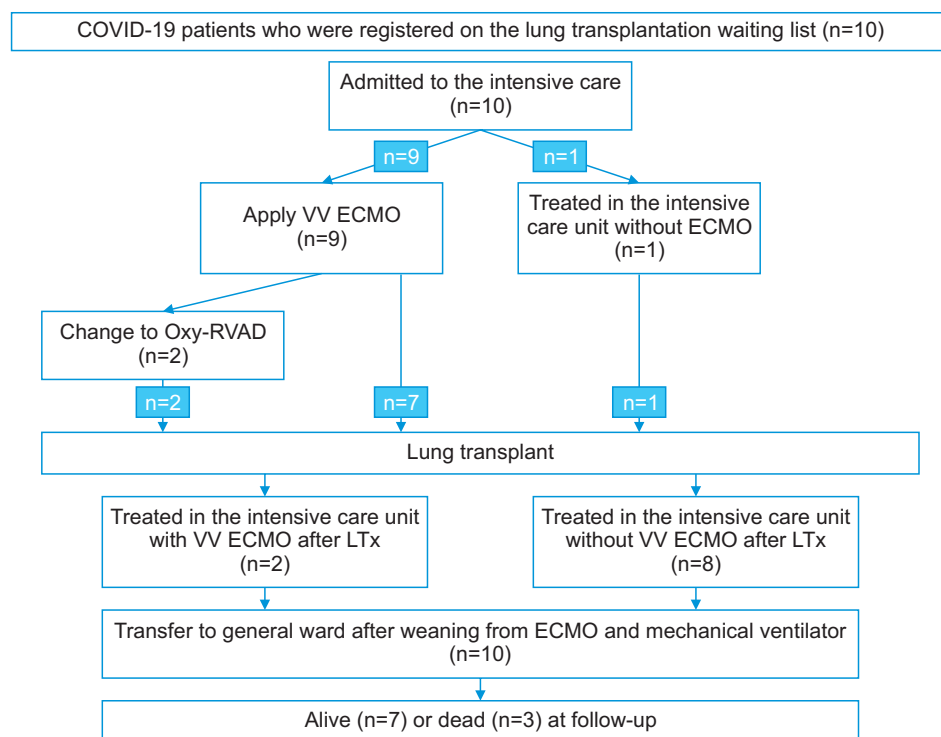 COVID-19 patients who were registered on the lung transplantation waiting list (n=10)
Admitted to the intensive care
(n=10)
n=9
n=1
Apply VV ECMO
(n=9)
Treated in the intensive
care unit without ECMO
(n=1)
Change to Oxy-RVAD
(n=2)
n=2
n=7
n=1
Lung transplant
Treated in the intensive care unit
with VV ECMO after LTx
(n=2)
Treated in the intensive care unit
without VV ECMO after LTx
(n=8)
Transfer to general ward after weaning from ECMO and mechanical ventilator
(n=10)
Alive (n=7) or dead (n=3) at follow-up